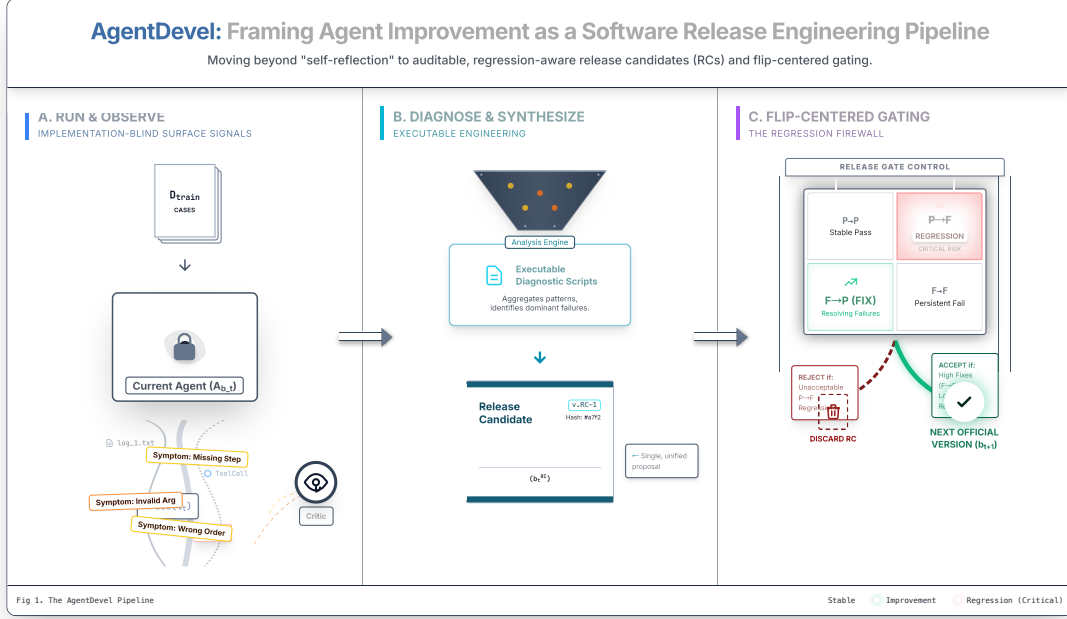 AgentDevel: Framing Agent Improvement as a Software Release Engineering Pipeline
Moving beyond "self-reflection" to auditable, regression-aware release candidates (RCs) and flip-centered gating.
A. RUN & OBSERVE
IMPLEMENTATION-BLIND SURFACE SIGNALS
Dtrain
CASES
Current Agent (Ab_t)
log_1.txt
Symptom: Missing Step
ToolCall
Symptom: Invalid Arg
Symptom: Wrong Order
Critic
B. DIAGNOSE & SYNTHESIZE
EXECUTABLE ENGINEERING
Analysis Engine
Executable
Diagnostic Scripts
Aggregates patterns,
identifies dominant failures.
Release
Candidate
v.RC-1
Hash: #a7f2
(btRC)
← Single, unified
proposal
C. FLIP-CENTERED GATING
THE REGRESSION FIREWALL
RELEASE GATE CONTROL
P→P
Stable Pass
P→F
REGRESSION
CRITICAL RISK
F→P (FIX)
Resolving Failures
F→F
Persistent Fail
REJECT if:
Unacceptable
P→F
DISCARD RC
ACCEPT if:
High Fixes
NEXT OFFICIAL
VERSION (bt+1)
Fig 1. The AgentDevel Pipeline
Stable
Improvement
Regression (Critical)